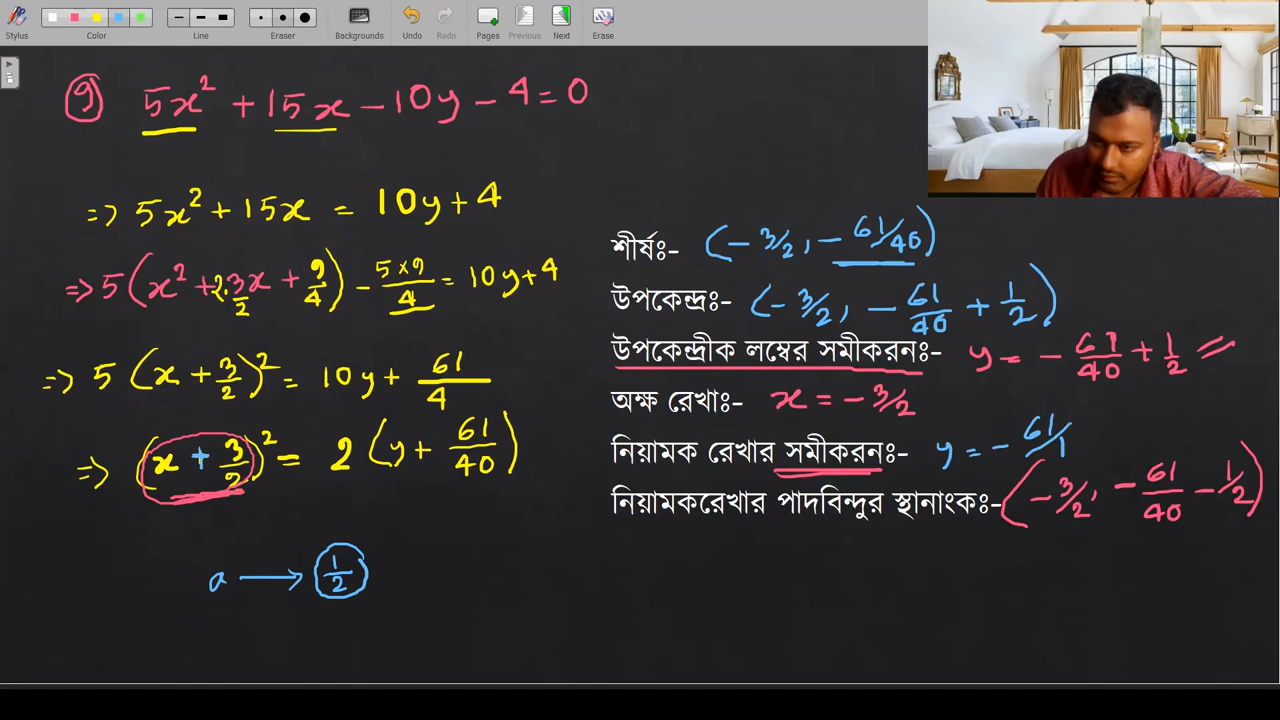 Stylus
Color
Line
Eraser
Backgrounds
Undo
Redo
Pages
Previous
Next
Erase
9 5x² + 15x - 10y - 4 = 0
=> 5x² + 15x = 10y + 4
=> 5(x² + 2·3/2 x + 9/4) - 5×9/4 = 10y + 4
=> 5(x + 3/2)² = 10y + 61/4
=> (x + 3/2)² = 2(y + 61/40)
a → 1/2
শীর্ষঃ- (-3/2, -61/40)
উপকেন্দ্রঃ- (-3/2, -61/40 + 1/2)
উপকেন্দ্রীক লম্বের সমীকরনঃ- y = -61/40 + 1/2
অক্ষ রেখাঃ- x = -3/2
নিয়ামক রেখার সমীকরনঃ- y = -61/
নিয়ামকরেখার পাদবিন্দুর স্থানাংকঃ- (-3/2, -61/40 - 1/2)